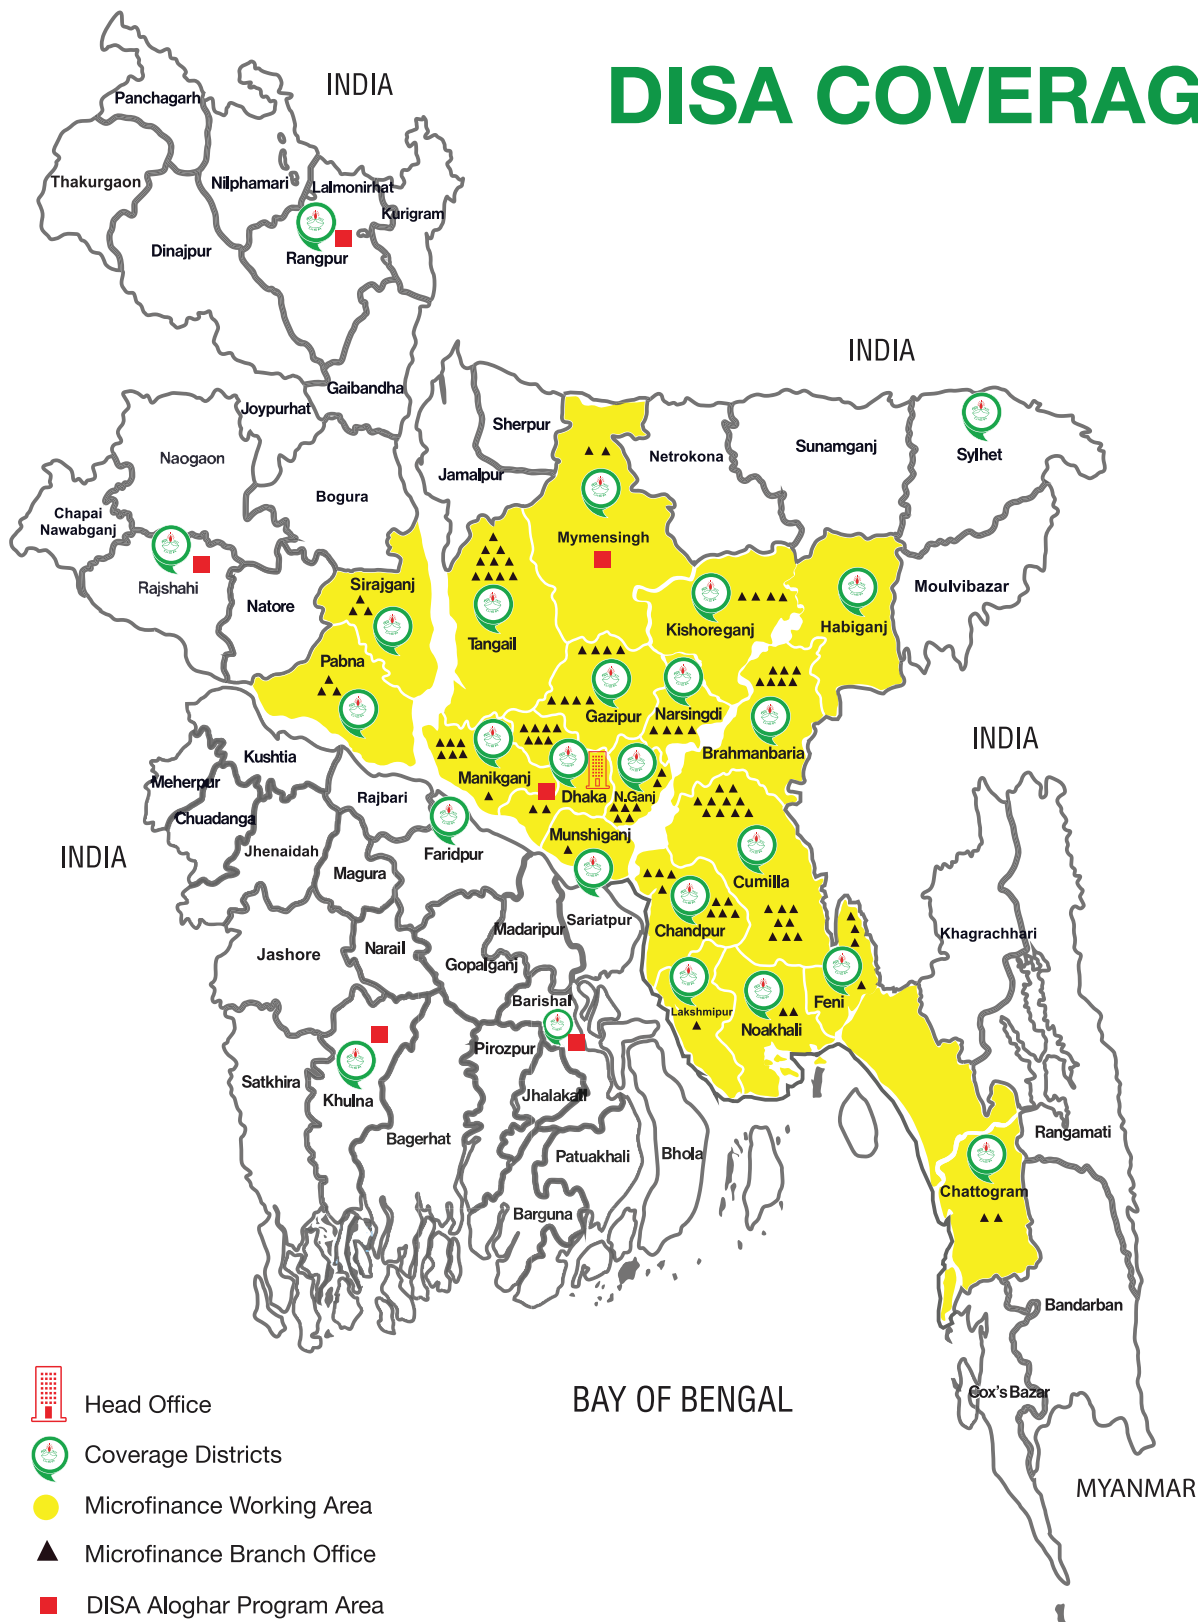 DISA COVERAG
INDIA
Panchagarh
Thakurgaon
Nilphamari
Lalmonirhat
Kurigram
Dinajpur
Rangpur
INDIA
Gaibandha
Joypurhat
Sherpur
Naogaon
Netrokona
Sunamganj
Sylhet
Jamalpur
Bogura
Chapai
Nawabganj
Mymensingh
Rajshahi
Sirajganj
Natore
Moulvibazar
Habiganj
Kishoreganj
Tangail
Pabna
Gazipur
Narsingdi
Brahmanbaria
INDIA
Kushtia
Meherpur
Manikganj
Dhaka
N.Ganj
Rajbari
Chuadanga
Munshiganj
INDIA
Jhenaidah
Faridpur
Magura
Cumilla
Sariatpur
Madaripur
Chandpur
Khagrachhari
Narail
Jashore
Gopalganj
Barishal
Feni
Lakshmipur
Noakhali
Pirozpur
Satkhira
Khulna
Jhalakati
Bagerhat
Rangamati
Patuakhali
Bhola
Chattogram
Barguna
Bandarban
Cox's Bazar
BAY OF BENGAL
MYANMAR
Head Office
Coverage Districts
Microfinance Working Area
Microfinance Branch Office
DISA Aloghar Program Area